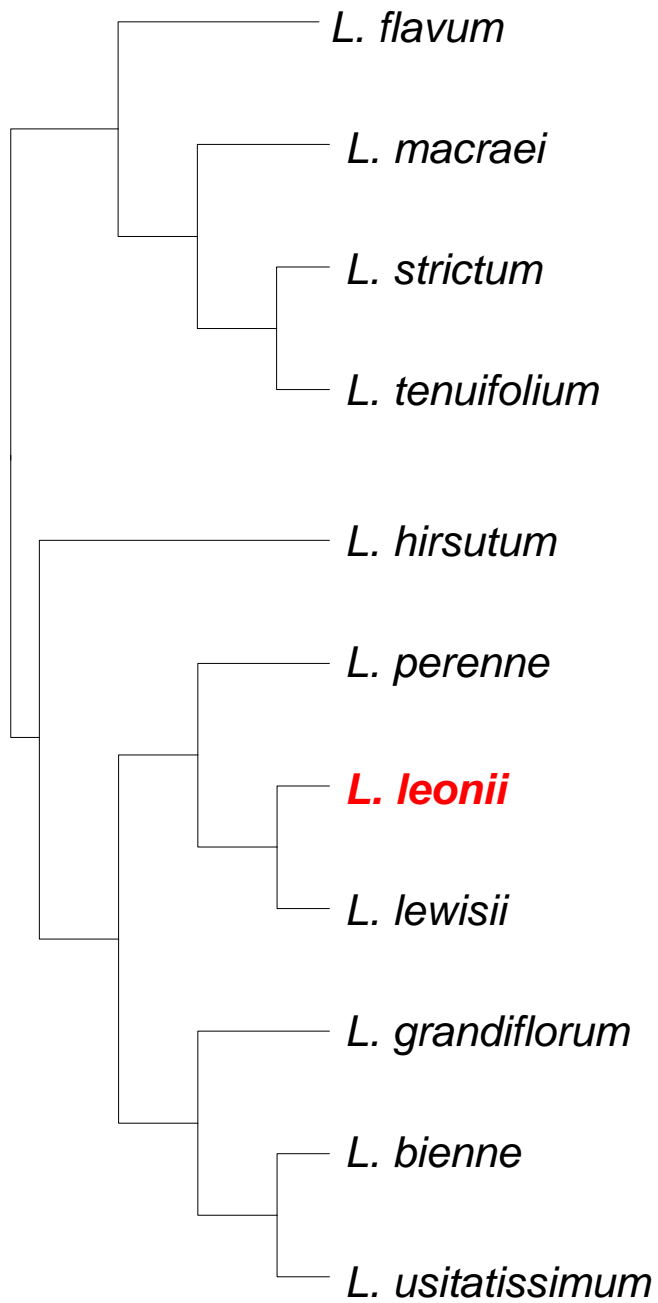 L. flavum
L. macraei
L. strictum
L. tenuifolium
L. hirsutum
L. perenne
L. leonii
L. lewisii
L. grandiflorum
L. bienne
L. usitatissimum